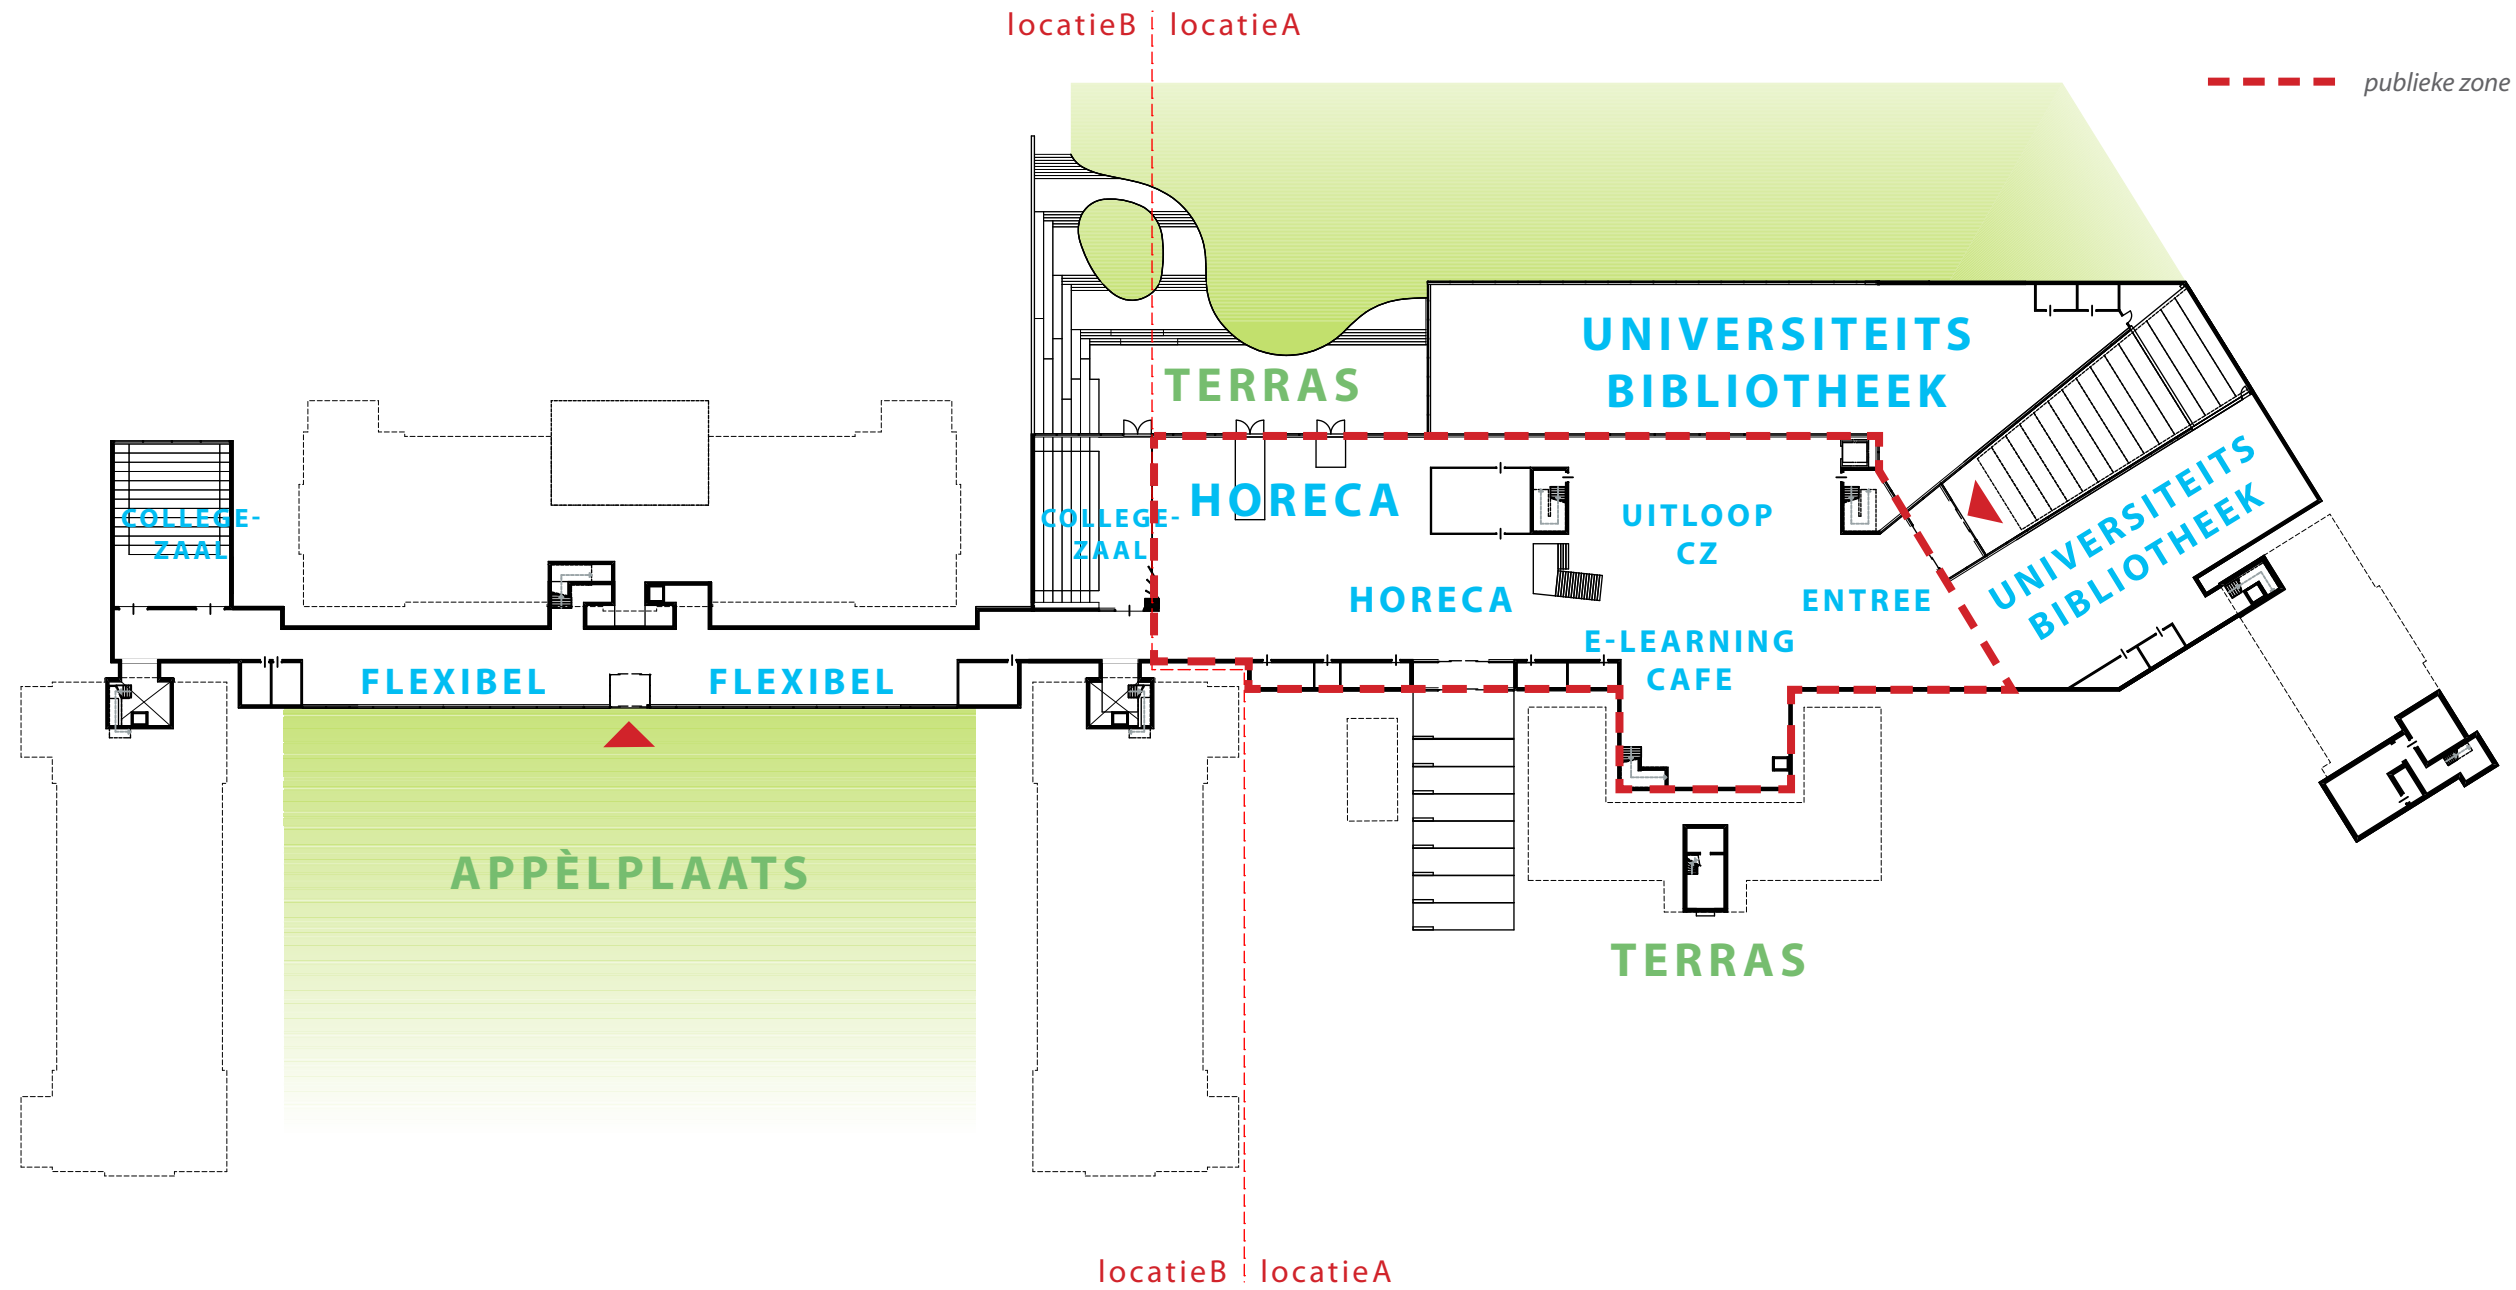 locatieB
locatieA
publieke zone
UNIVERSITEITS
BIBLIOTHEEK
TERRAS
COLLEGE-
ZAAL
COLLEGE-
ZAAL
HORECA
UITLOOP
CZ
HORECA
ENTREE
UNIVERSITEITS
BIBLIOTHEEK
E-LEARNING
CAFE
FLEXIBEL
FLEXIBEL
APPÈLPLAATS
TERRAS
locatieB
locatieA